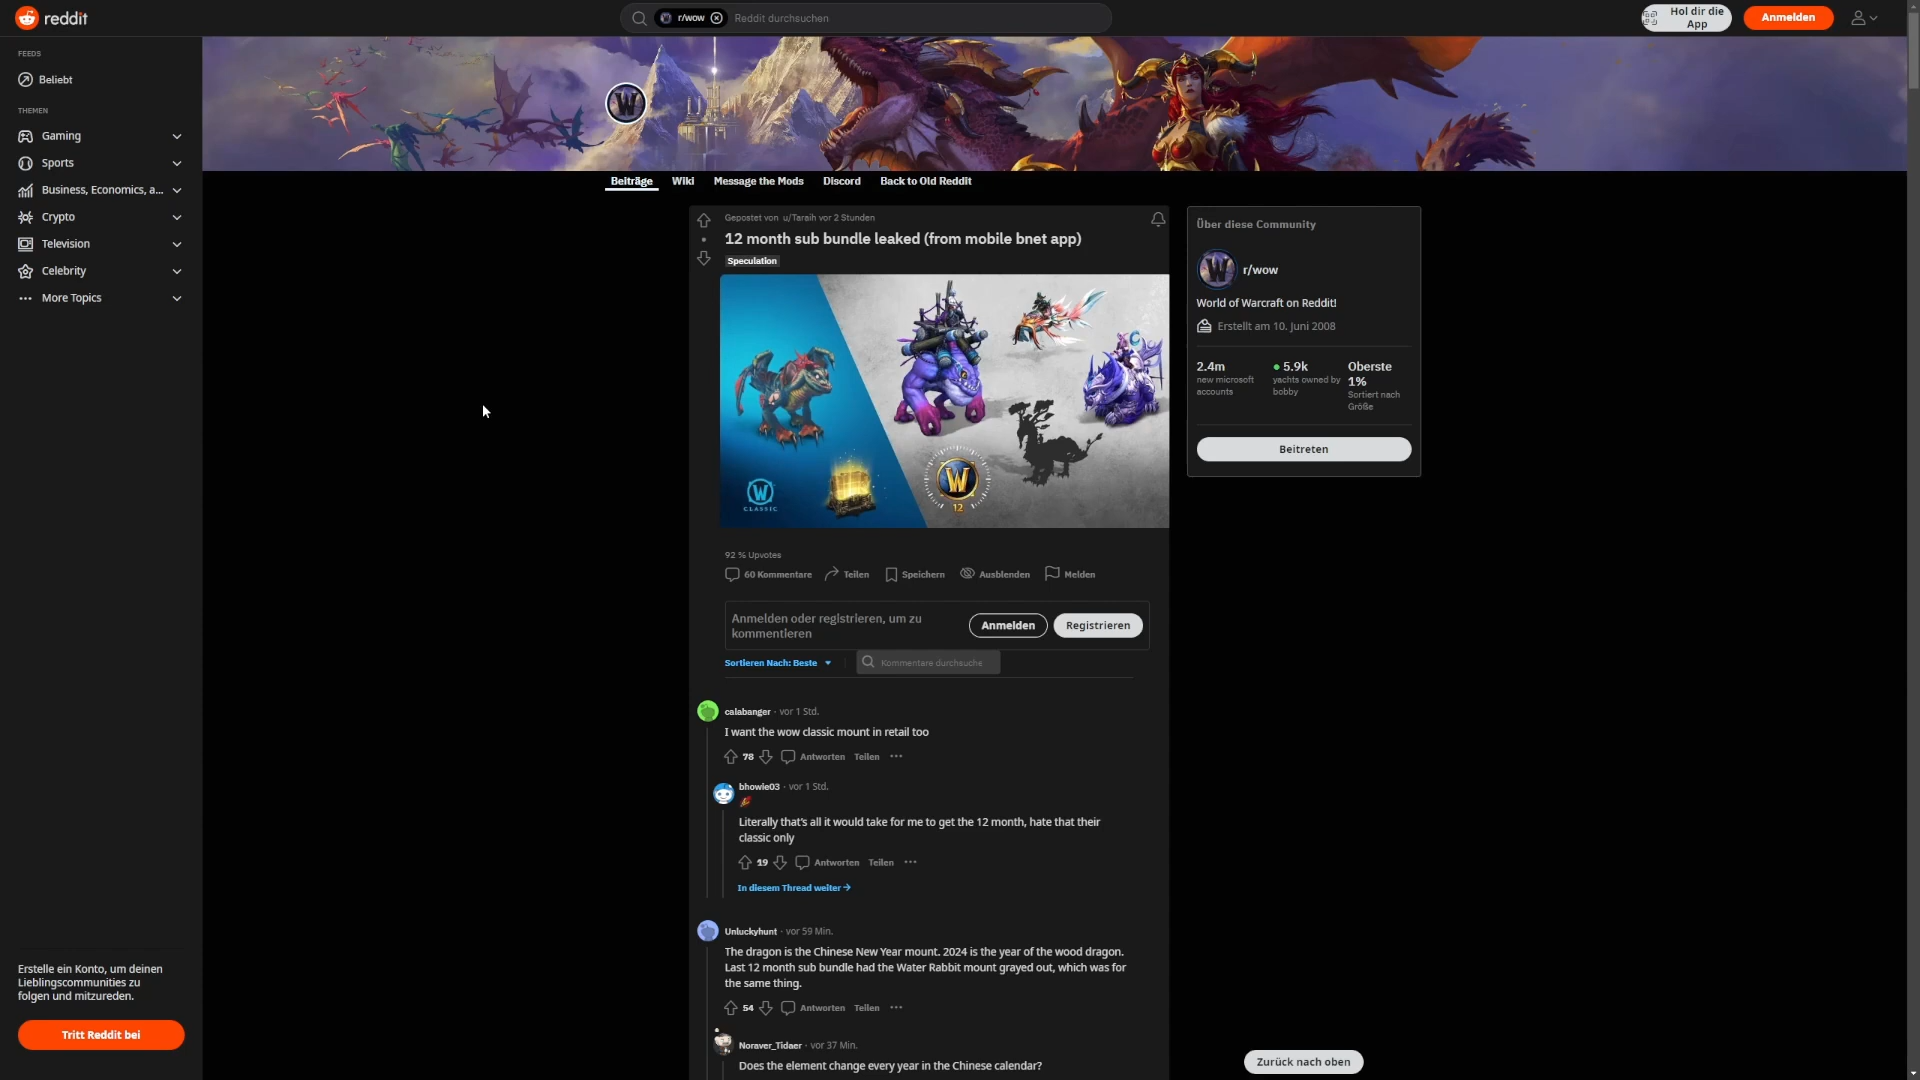 reddit
r/wow
Reddit durchsuchen
Hol dir die
App
Anmelden
FEEDS
Beliebt
THEMEN
Gaming
Sports
Business, Economics, a...
Crypto
Television
Celebrity
More Topics
Erstelle ein Konto, um deinen
Lieblingscommunities zu
folgen und mitzureden.
Tritt Reddit bei
W
Beiträge Wiki Message the Mods Discord Back to Old Reddit
Gepostet von u/Taraih vor 2 Stunden
12 month sub bundle leaked (from mobile bnet app)
Speculation
W
CLASSIC
W
12
92 % Upvotes
60 Kommentare Teilen Speichern Ausblenden Melden
Anmelden oder registrieren, um zu
kommentieren
Anmelden Registrieren
Sortieren Nach: Beste
Kommentare durchsuche
calabanger · vor 1 Std.
I want the wow classic mount in retail too
78 Antworten Teilen
bhowie03 · vor 1 Std.
Literally that's all it would take for me to get the 12 month, hate that their
classic only
19 Antworten Teilen
In diesem Thread weiter
Unluckyhunt · vor 59 Min.
The dragon is the Chinese New Year mount. 2024 is the year of the wood dragon.
Last 12 month sub bundle had the Water Rabbit mount grayed out, which was for
the same thing.
54 Antworten Teilen
Noraver_Tidaer · vor 37 Min.
Does the element change every year in the Chinese calendar?
Über diese Community
W
r/wow
World of Warcraft on Reddit!
Erstellt am 10. Juni 2008
2.4m
new microsoft
accounts
5.9k
yachts owned by
bobby
Oberste
1%
Sortiert nach
Größe
Beitreten
Zurück nach oben